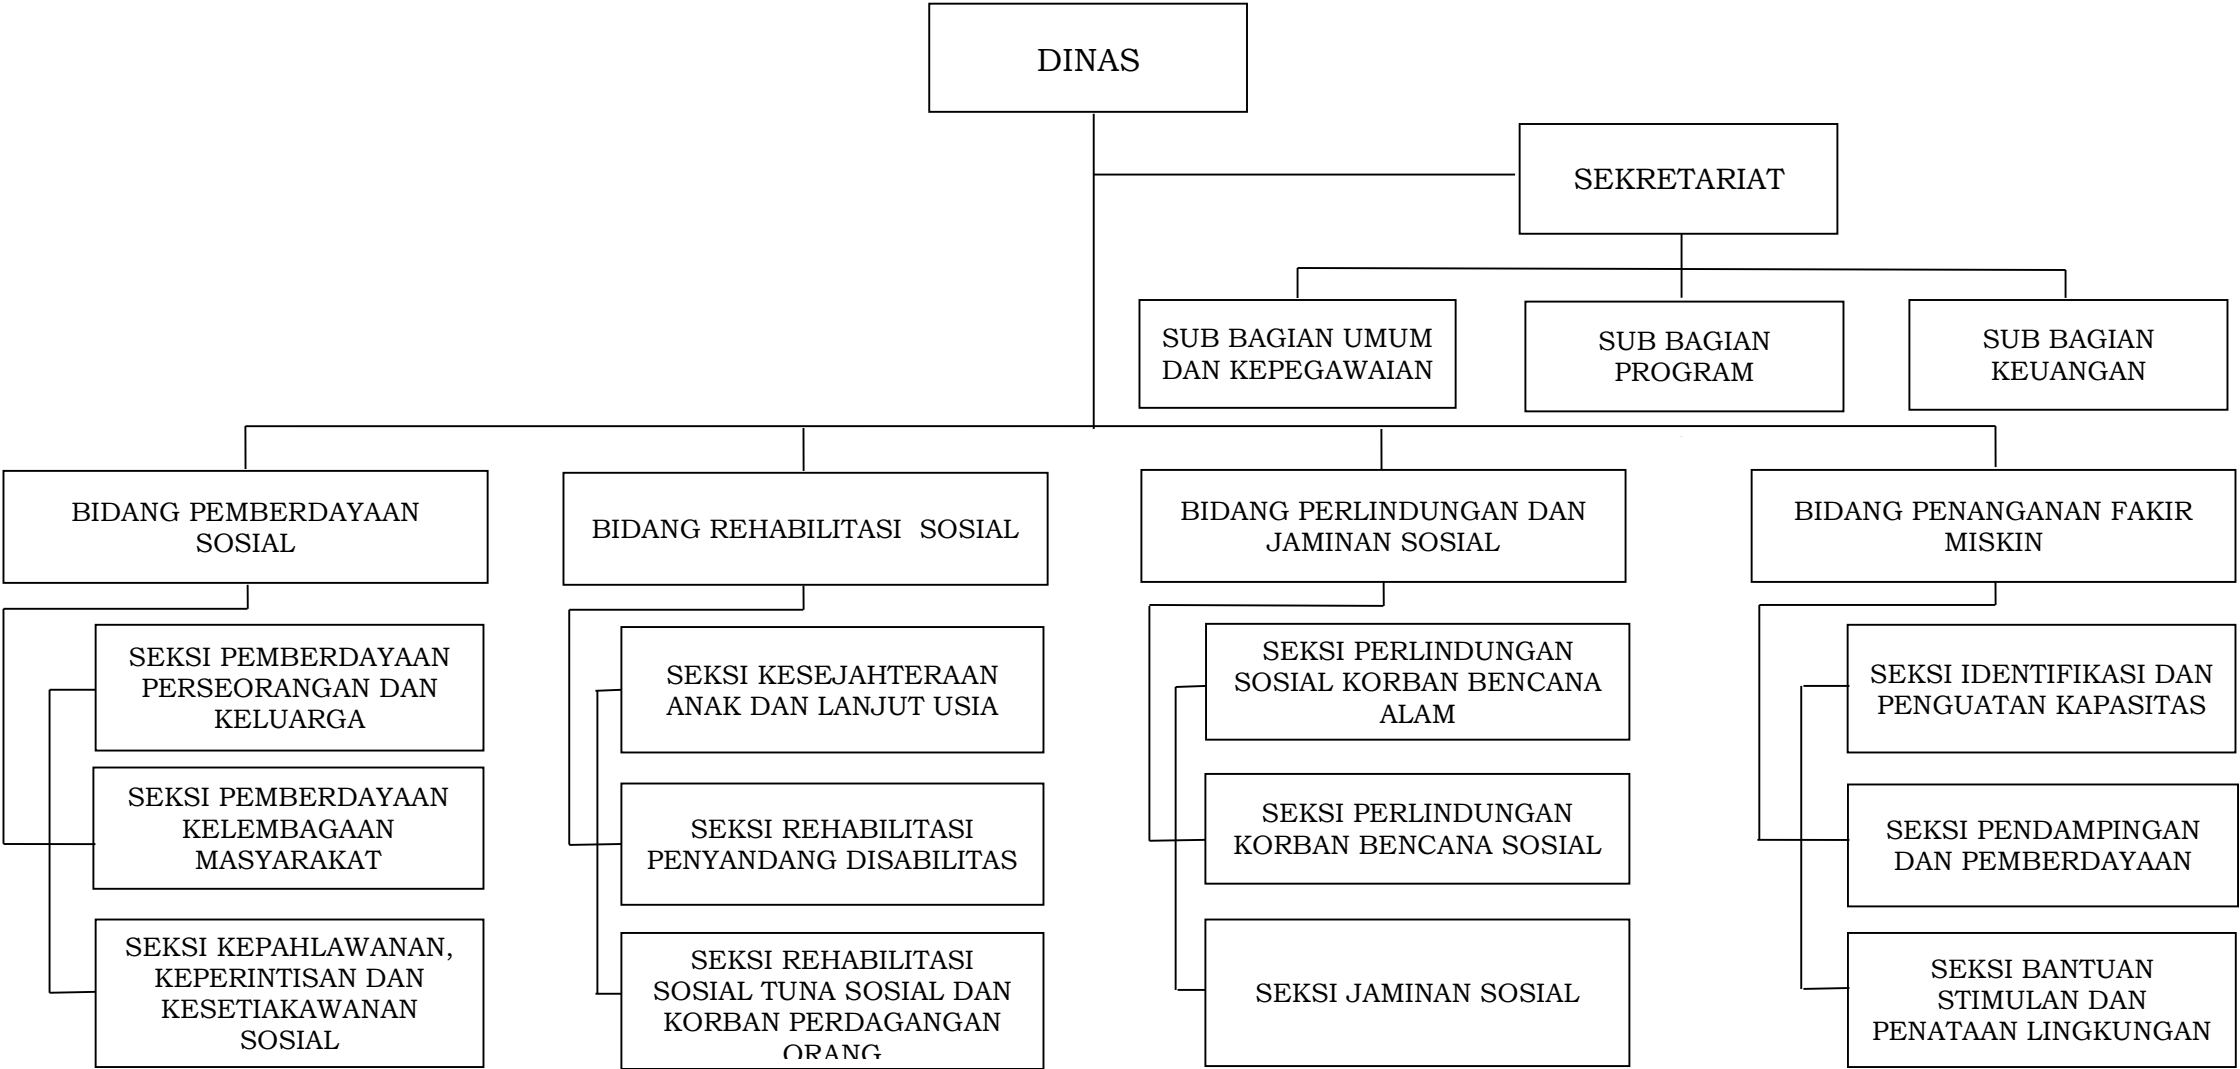 DINAS
SEKRETARIAT
SUB BAGIAN UMUM
DAN KEPEGAWAIAN
SUB BAGIAN
PROGRAM
SUB BAGIAN
KEUANGAN
BIDANG PEMBERDAYAAN
SOSIAL
BIDANG REHABILITASI  SOSIAL
BIDANG PERLINDUNGAN DAN
JAMINAN SOSIAL
BIDANG PENANGANAN FAKIR
MISKIN
SEKSI PEMBERDAYAAN
PERSEORANGAN DAN
KELUARGA
SEKSI PEMBERDAYAAN
KELEMBAGAAN
MASYARAKAT
SEKSI KEPAHLAWANAN,
KEPERINTISAN DAN
KESETIAKAWANAN
SOSIAL
SEKSI KESEJAHTERAAN
ANAK DAN LANJUT USIA
SEKSI REHABILITASI
PENYANDANG DISABILITAS
SEKSI REHABILITASI
SOSIAL TUNA SOSIAL DAN
KORBAN PERDAGANGAN
ORANG
SEKSI PERLINDUNGAN
SOSIAL KORBAN BENCANA
ALAM
SEKSI PERLINDUNGAN
KORBAN BENCANA SOSIAL
SEKSI JAMINAN SOSIAL
SEKSI IDENTIFIKASI DAN
PENGUATAN KAPASITAS
SEKSI PENDAMPINGAN
DAN PEMBERDAYAAN
SEKSI BANTUAN
STIMULAN DAN
PENATAAN LINGKUNGAN